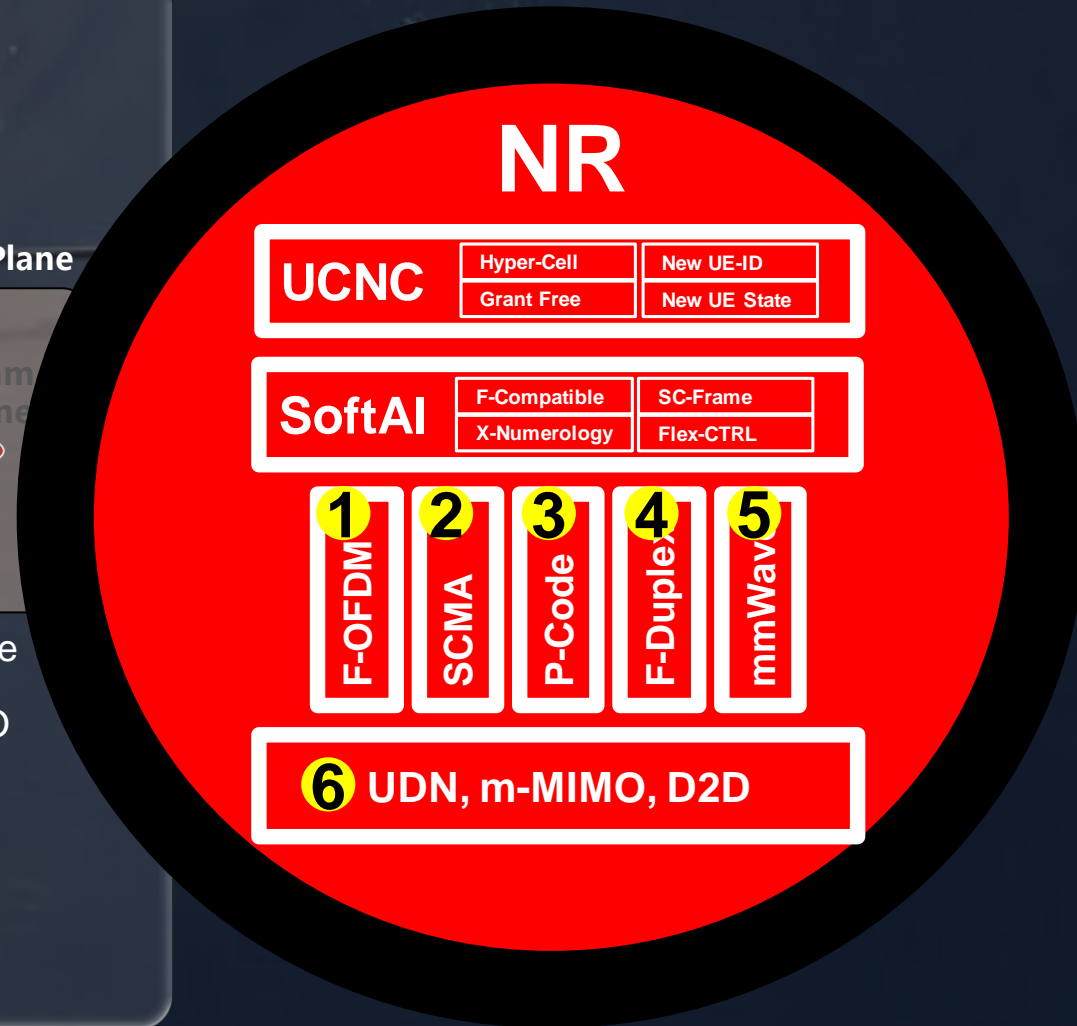 NR
Plane
UCNC
Hyper-Cell
New UE-ID
Grant Free
New UE State
SoftAI
F-Compatible
SC-Frame
X-Numerology
Flex-CTRL
1
2
3
4
5
F-OFDM
SCMA
P-Code
F-Duplex
mmWave
6 UDN, m-MIMO, D2D